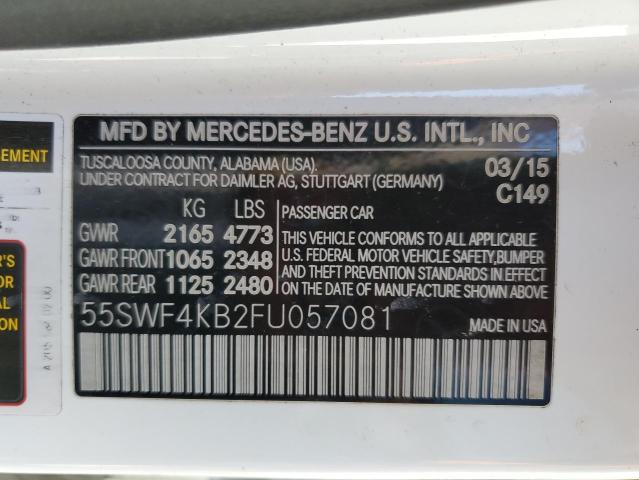 MFD BY MERCEDES-BENZ U.S. INTL., INC
TUSCALOOSA COUNTY, ALABAMA (USA).
UNDER CONTRACT FOR DAIMLER AG, STUTTGART (GERMANY)
03/15
C149
KG LBS
GVWR 2165 4773
GAWR FRONT 1065 2348
GAWR REAR 1125 2480
PASSENGER CAR
THIS VEHICLE CONFORMS TO ALL APPLICABLE
U.S. FEDERAL MOTOR VEHICLE SAFETY,BUMPER
AND THEFT PREVENTION STANDARDS IN EFFECT
ON THE DATE OF MANUFACTURE SHOWN ABOVE.
55SWF4KB2FU057081
MADE IN USA